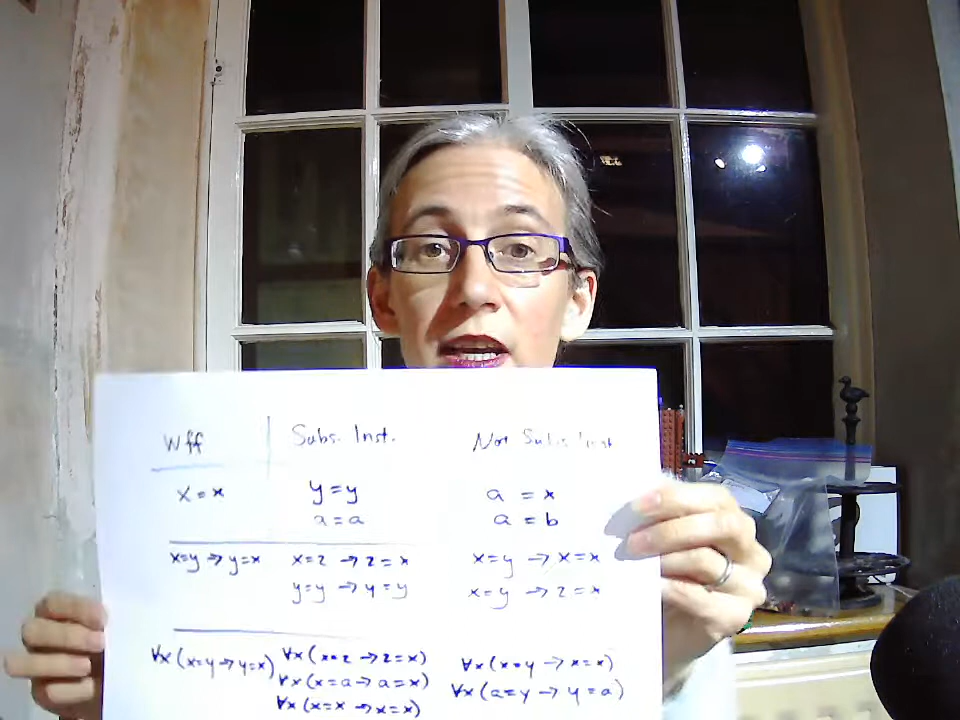 Wff Subs. Inst. Not Subs. Inst
x=x y=y a = x
a=a a = b
x=y → y=x x=z → z=x x=y → x=x
y=y → y=y x=y → z=x
∀x(x=y→y=x) ∀x(x=z →z=x) ∀x(x=y → x=x)
∀x(x=a→ a=x) ∀x(a=y → y=a)
∀x(x=x → x=x)